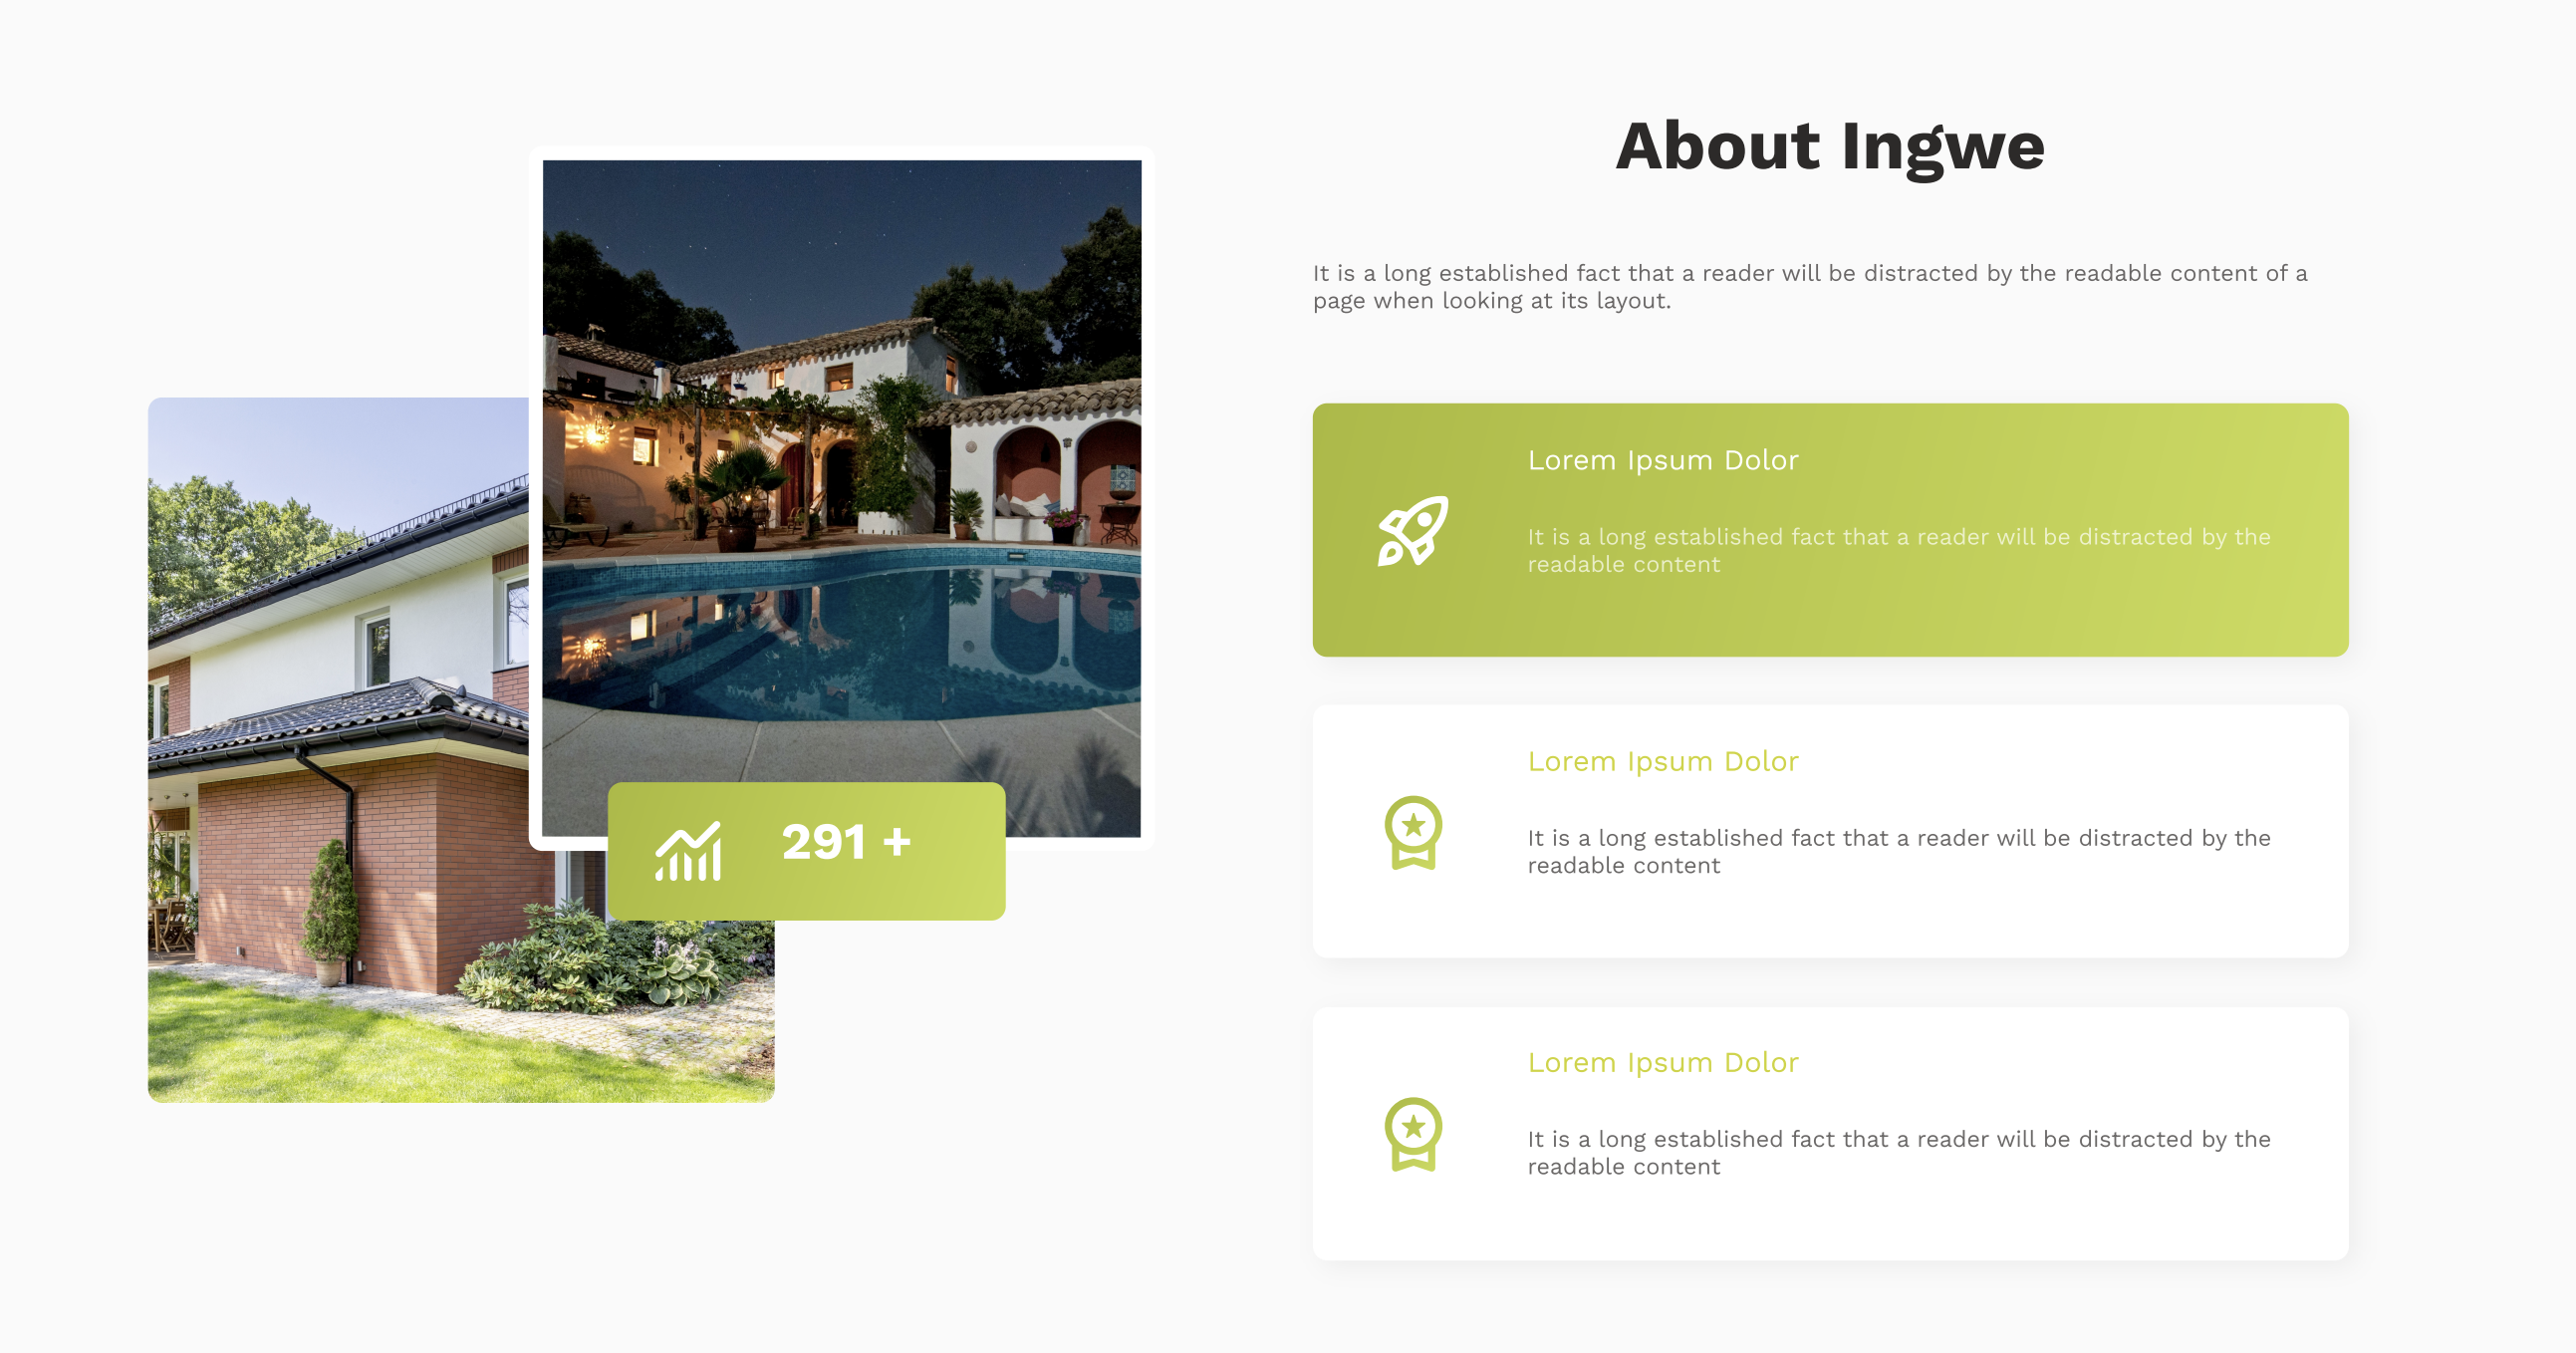 About Ingwe
It is a long established fact that a reader will be distracted by the readable content of a
page when looking at its layout.
Lorem Ipsum Dolor
It is a long established fact that a reader will be distracted by the
readable content
291 +
Lorem Ipsum Dolor
It is a long established fact that a reader will be distracted by the
readable content
Lorem Ipsum Dolor
It is a long established fact that a reader will be distracted by the
readable content